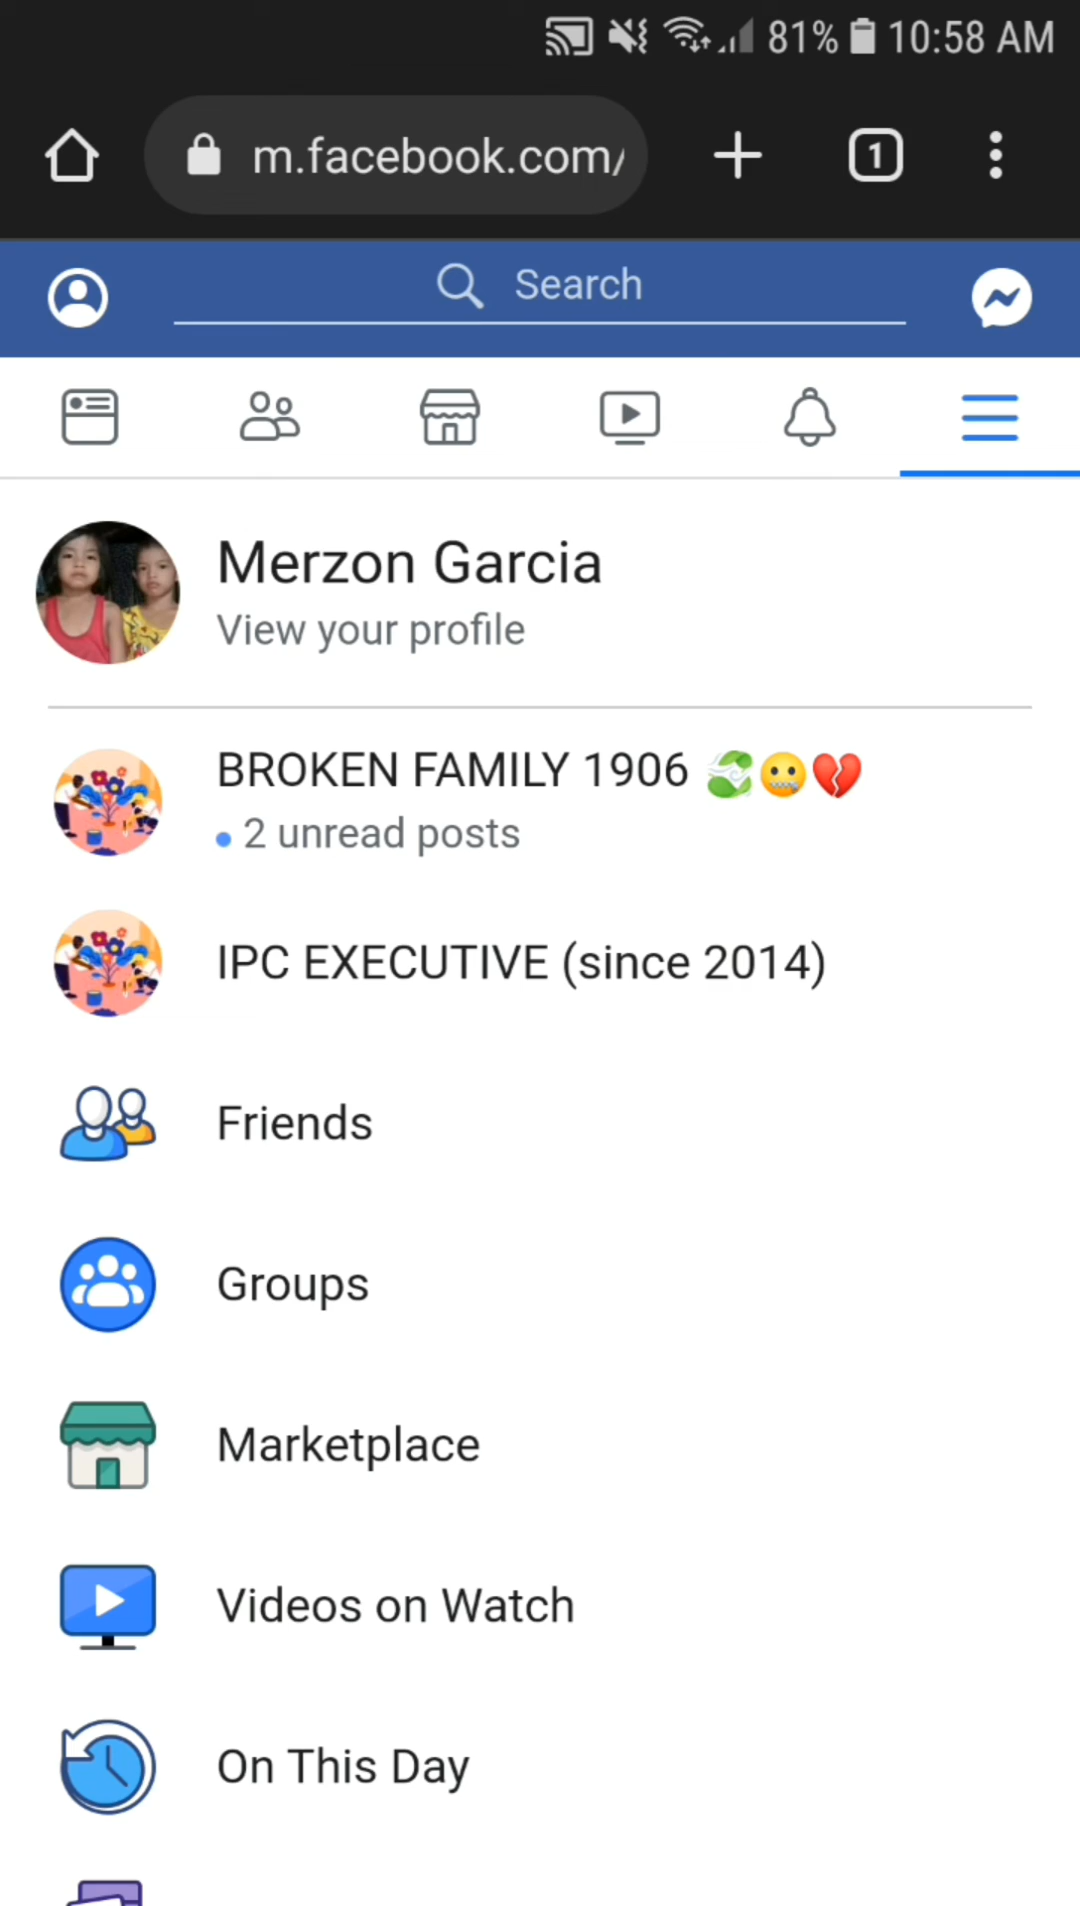 81% 10:58 AM
m.facebook.com/
1
Search
Merzon Garcia
View your profile
BROKEN FAMILY 1906 🍃🤐💔
2 unread posts
IPC EXECUTIVE (since 2014)
Friends
Groups
Marketplace
Videos on Watch
On This Day